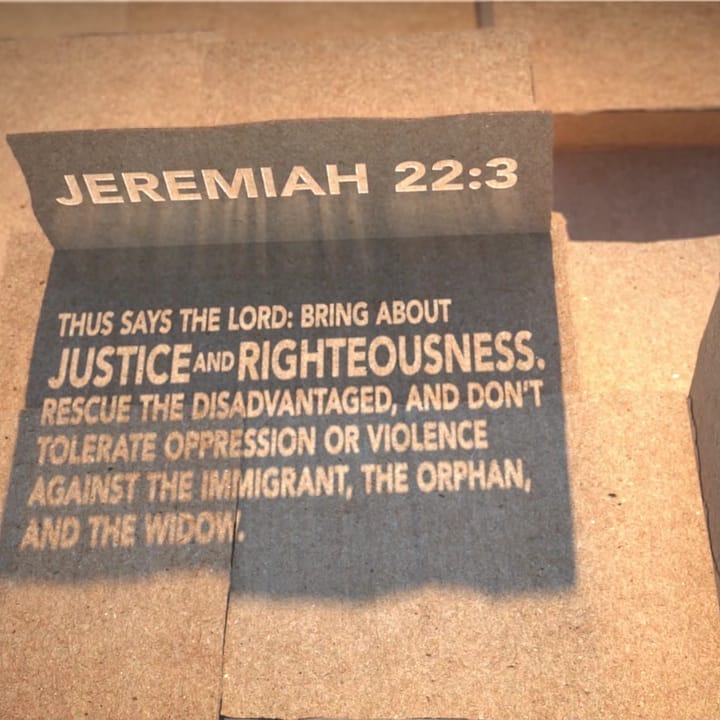 JEREMIAH 22:3
THUS SAYS THE LORD: BRING ABOUT
JUSTICE AND RIGHTEOUSNESS.
RESCUE THE DISADVANTAGED, AND DON'T
TOLERATE OPPRESSION OR VIOLENCE
AGAINST THE IMMIGRANT, THE ORPHAN,
AND THE WIDOW.